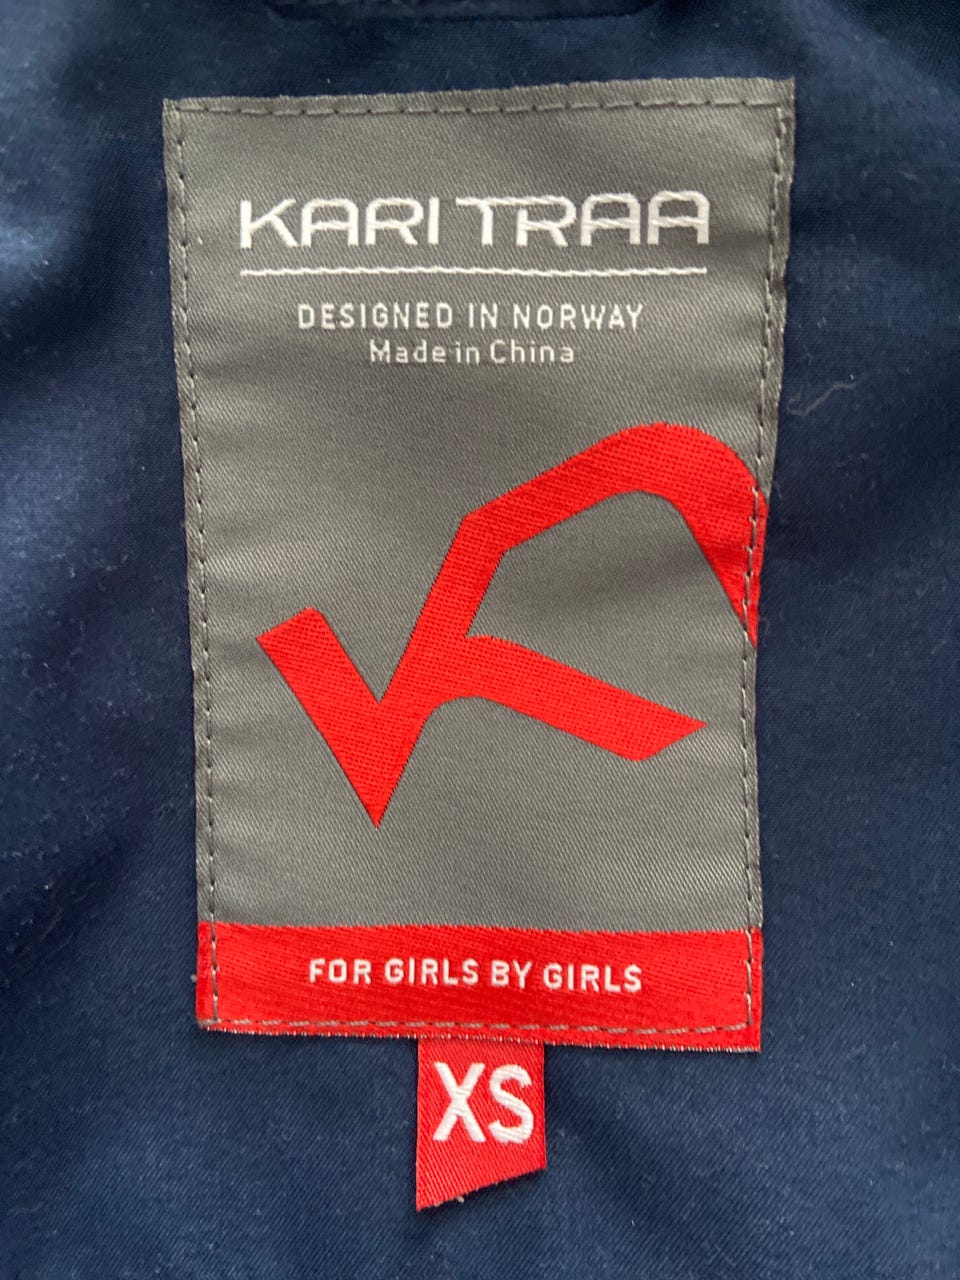 KARI TRAA
DESIGNED IN NORWAY
Made in China
FOR GIRLS BY GIRLS
XS